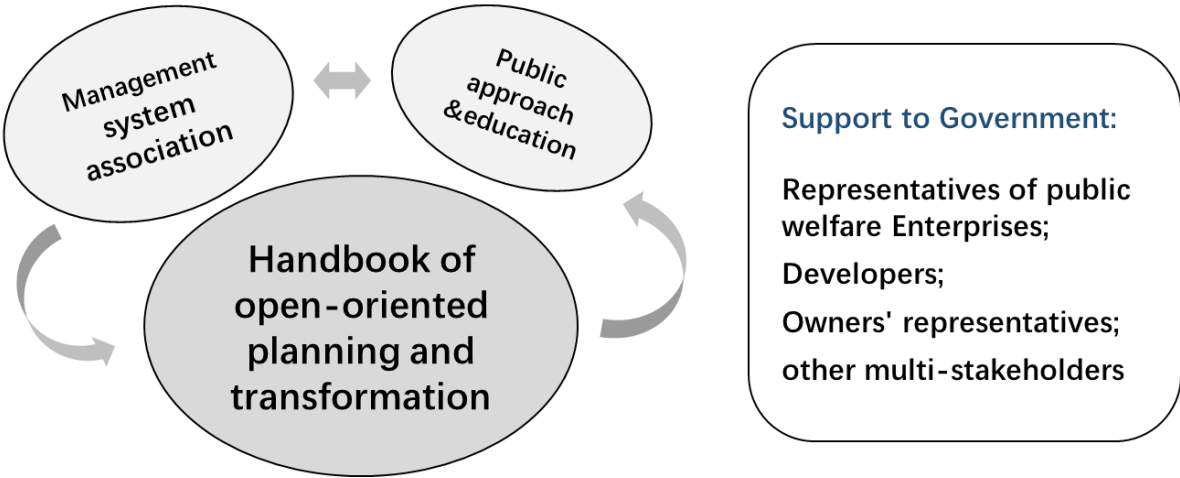 Management
system
association
Public
approach
&education
Handbook of
open-oriented
planning and
transformation
Support to Government:
Representatives of public
welfare Enterprises;
Developers;
Owners' representatives;
other multi-stakeholders